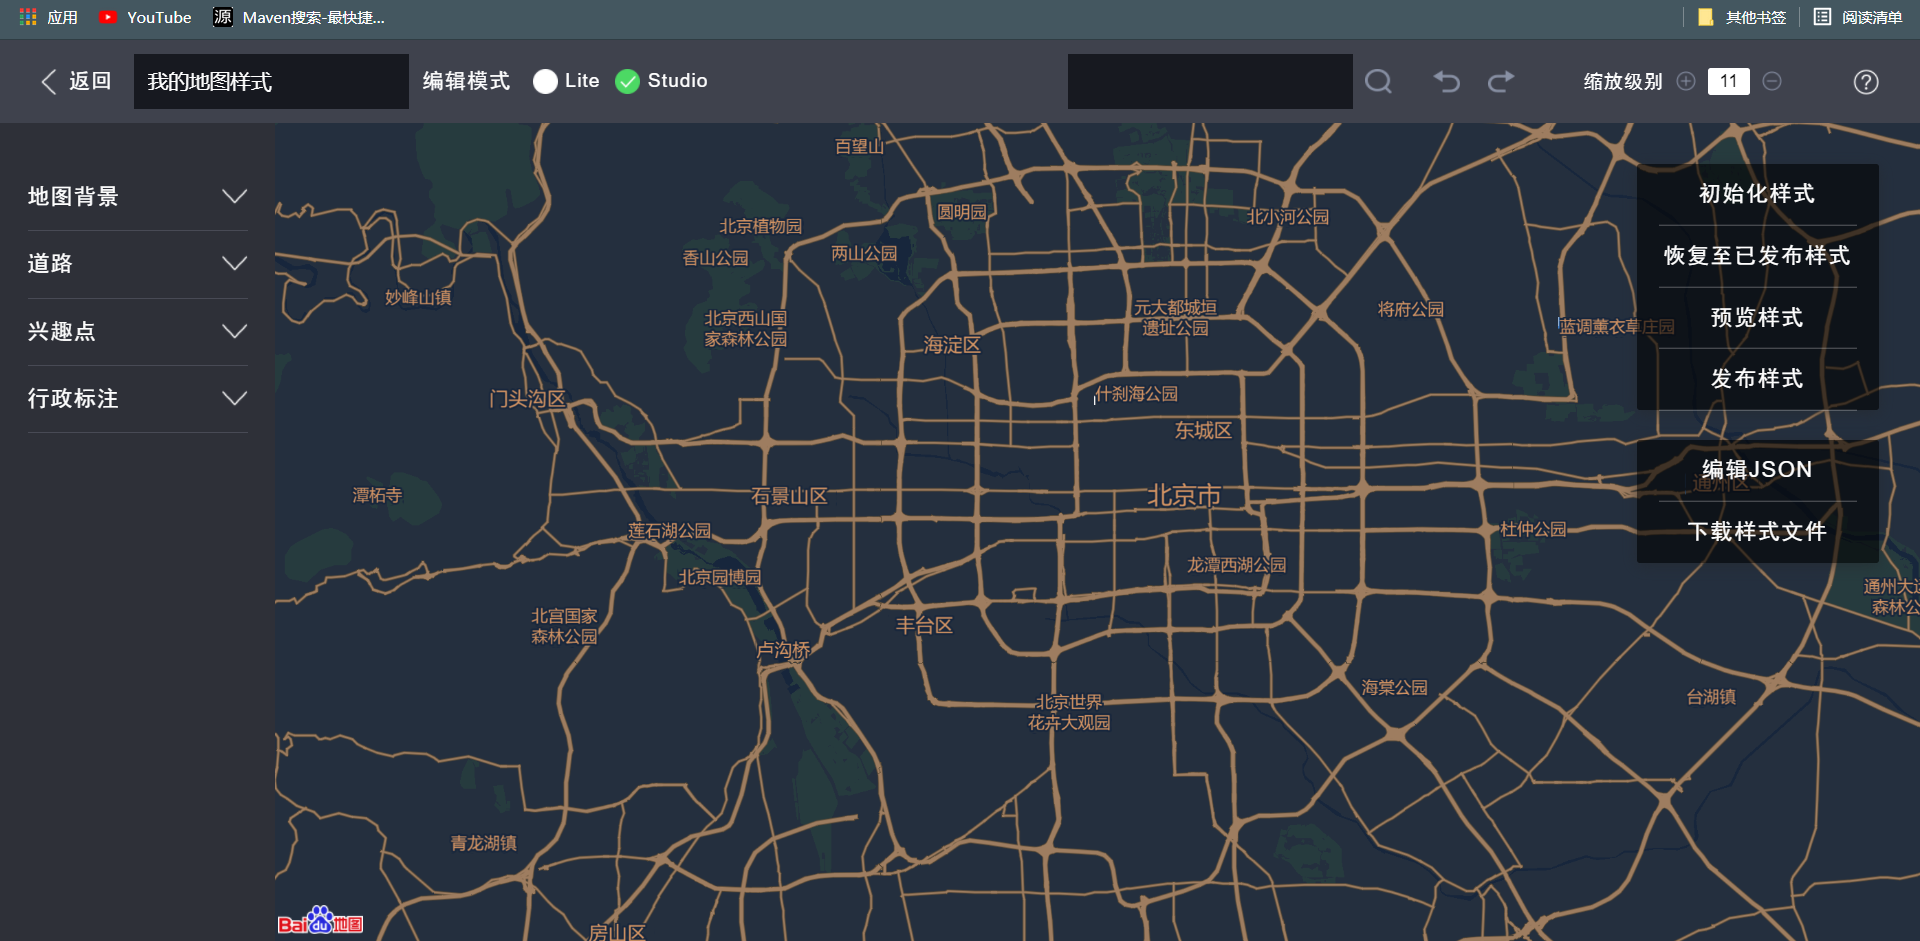 应用
YouTube
源
Maven搜索-最快捷...
其他书签
阅读清单
返回
我的地图样式
编辑模式
Lite
Studio
缩放级别
11
地图背景
道路
兴趣点
行政标注
初始化样式
恢复至已发布样式
预览样式
发布样式
编辑JSON
下载样式文件
百望山
圆明园
北小河公园
北京植物园
香山公园
两山公园
妙峰山镇
北京西山国
家森林公园
元大都城垣
遗址公园
将府公园
蓝调薰衣草庄园
海淀区
门头沟区
什刹海公园
东城区
潭柘寺
石景山区
北京市
通州区
莲石湖公园
杜仲公园
北京园博园
龙潭西湖公园
通州大运
森林公
北宫国家
森林公园
丰台区
卢沟桥
海棠公园
台湖镇
北京世界
花卉大观园
青龙湖镇
房山区
Baidu地图